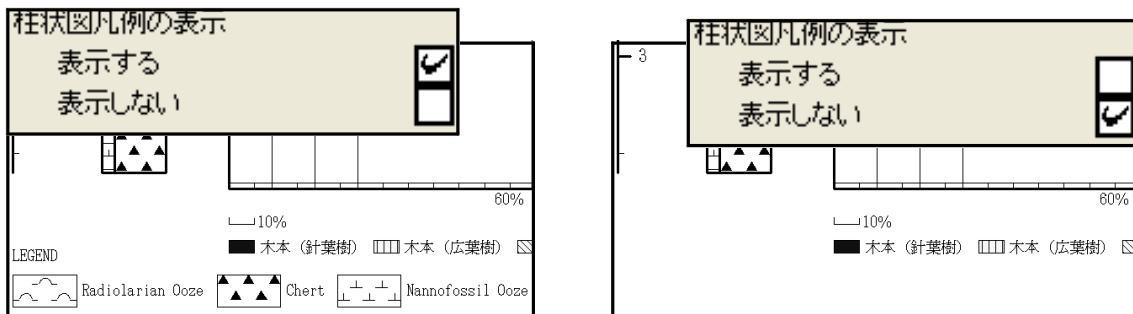 柱状図凡例の表示
表示する
表示しない
60%
10%
木本（針葉樹） 木本（広葉樹）
LEGEND
Radiolarian Ooze Chert Nannofossil Ooze
柱状図凡例の表示
3
表示する
表示しない
60%
10%
木本（針葉樹） 木本（広葉樹）